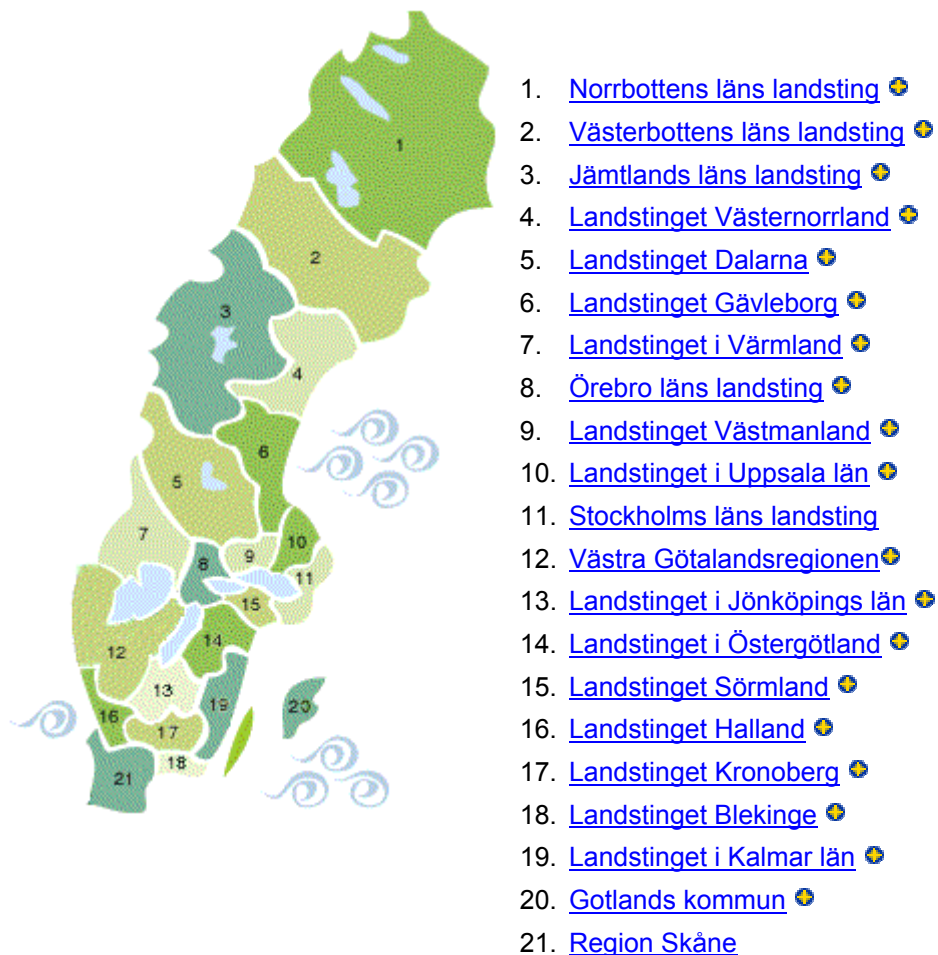 1. Norrbottens läns landsting
2. Västerbottens läns landsting
3. Jämtlands läns landsting
4. Landstinget Västernorrland
5. Landstinget Dalarna
6. Landstinget Gävleborg
7. Landstinget i Värmland
8. Örebro läns landsting
9. Landstinget Västmanland
10. Landstinget i Uppsala län
11. Stockholms läns landsting
12. Västra Götalandsregionen
13. Landstinget i Jönköpings län
14. Landstinget i Östergötland
15. Landstinget Sörmland
16. Landstinget Halland
17. Landstinget Kronoberg
18. Landstinget Blekinge
19. Landstinget i Kalmar län
20. Gotlands kommun
21. Region Skåne
1
2
3
4
6
5
7
10
9
8
11
15
14
12
13
19
20
16
17
18
21